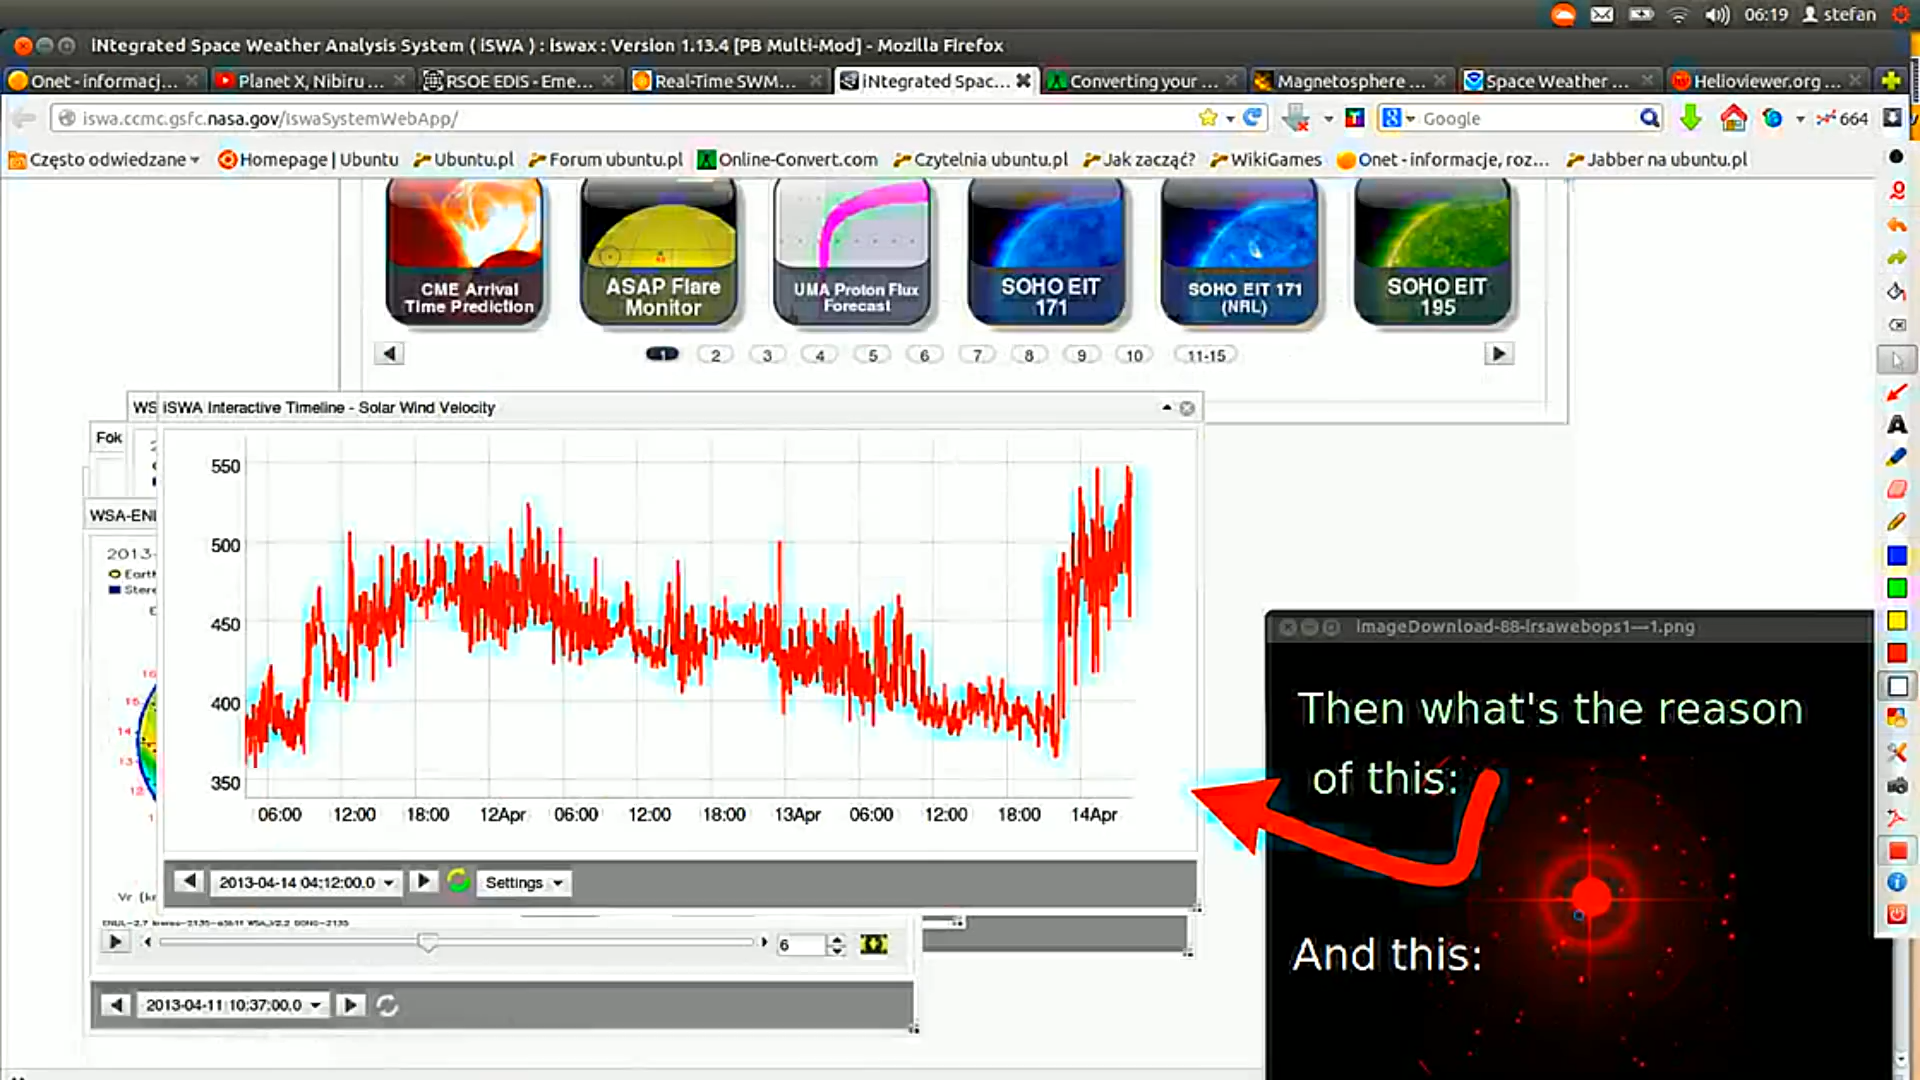 06:19 stefan
iNtegrated Space Weather Analysis System ( iSWA ) : iswax : Version 1.13.4 [PB Multi-Mod] - Mozilla Firefox
Onet - informacj... Planet X, Nibiru ... RSOE EDIS - Eme... Real-Time SWM... iNtegrated Spac... Converting your ... Magnetosphere ... Space Weather ... Helioviewer.org ...
iswa.ccmc.gsfc.nasa.gov/iswaSystemWebApp/ Google 664
Często odwiedzane Homepage | Ubuntu Ubuntu.pl Forum ubuntu.pl Online-Convert.com Czytelnia ubuntu.pl Jak zacząć? WikiGames Onet - informacje, roz... Jabber na ubuntu.pl
CME Arrival
Time Prediction
ASAP Flare
Monitor
UMA Proton Flux
Forecast
SOHO EIT
171
SOHO EIT 171
(NRL)
SOHO EIT
195
1 2 3 4 5 6 7 8 9 10 11-15
WS iSWA Interactive Timeline - Solar Wind Velocity
Fok
WSA-ENL
2013-
Earth
Stere
550
500
450
400
350
06:00 12:00 18:00 12Apr 06:00 12:00 18:00 13Apr 06:00 12:00 18:00 14Apr
2013-04-14 04:12:00.0 Settings
6
2013-04-11 10:37:00.0
imageDownload-88-irsawebops1—1.png
Then what's the reason
of this:
And this: